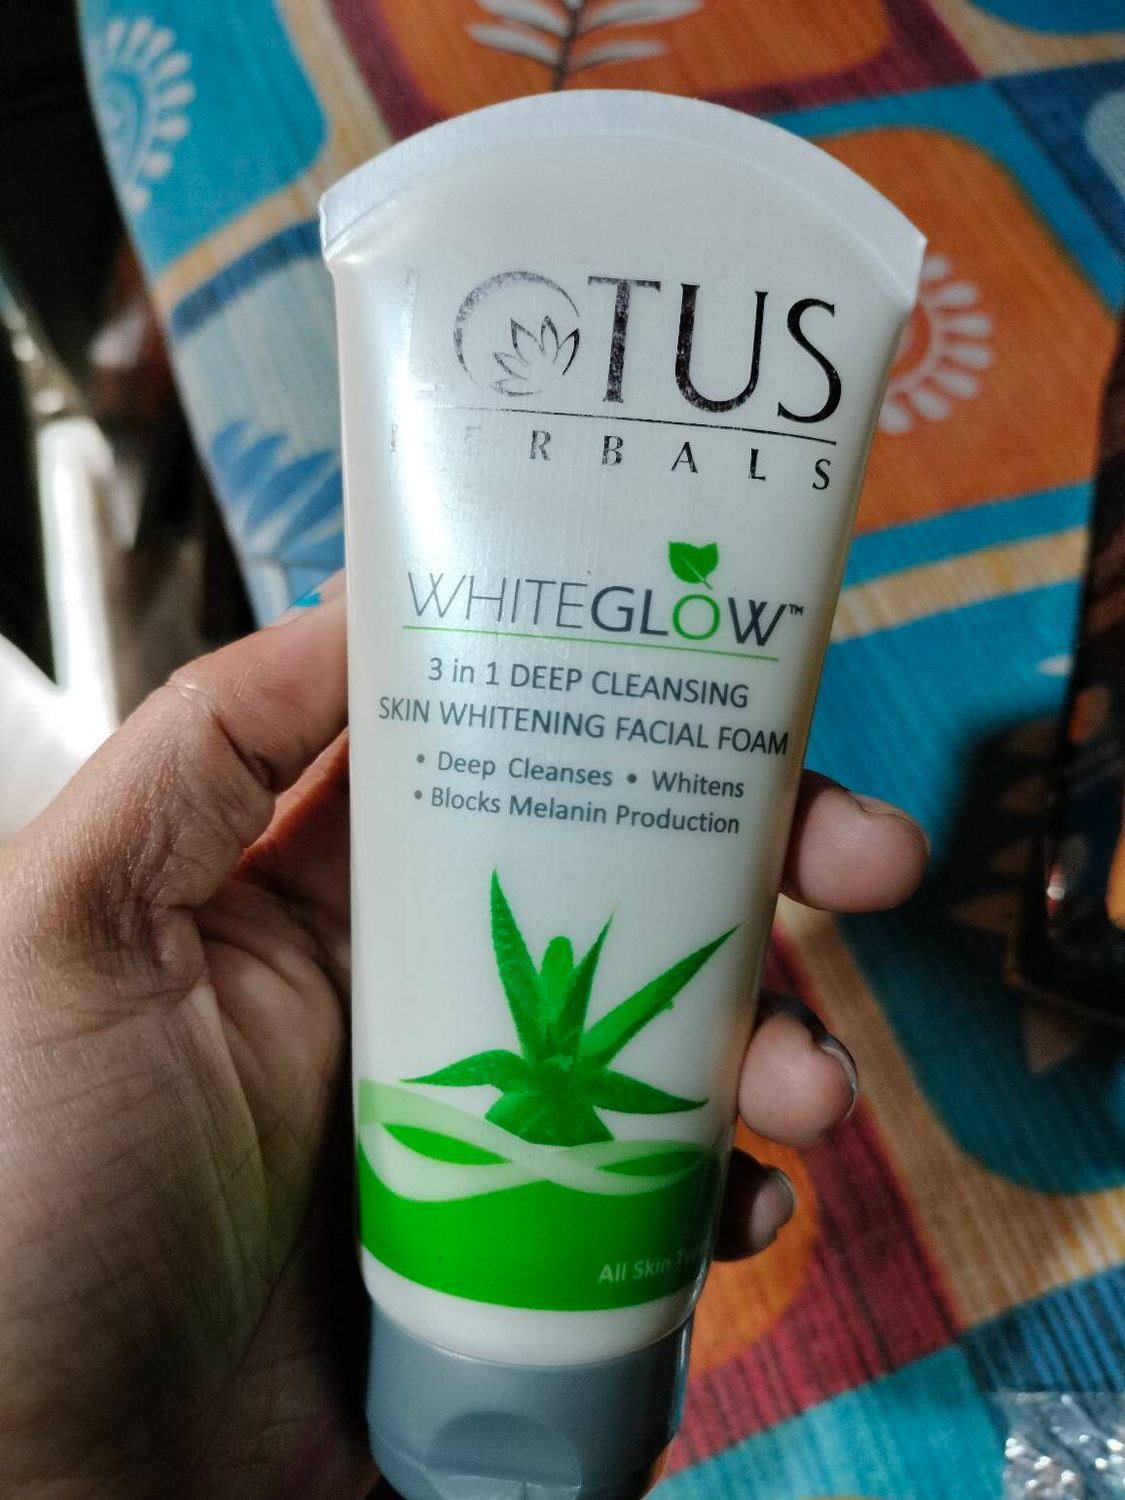 LOTUS
HERBALS
WHITEGLOW™
3 in 1 DEEP CLEANSING
SKIN WHITENING FACIAL FOAM
• Deep Cleanses • Whitens
• Blocks Melanin Production
All Skin